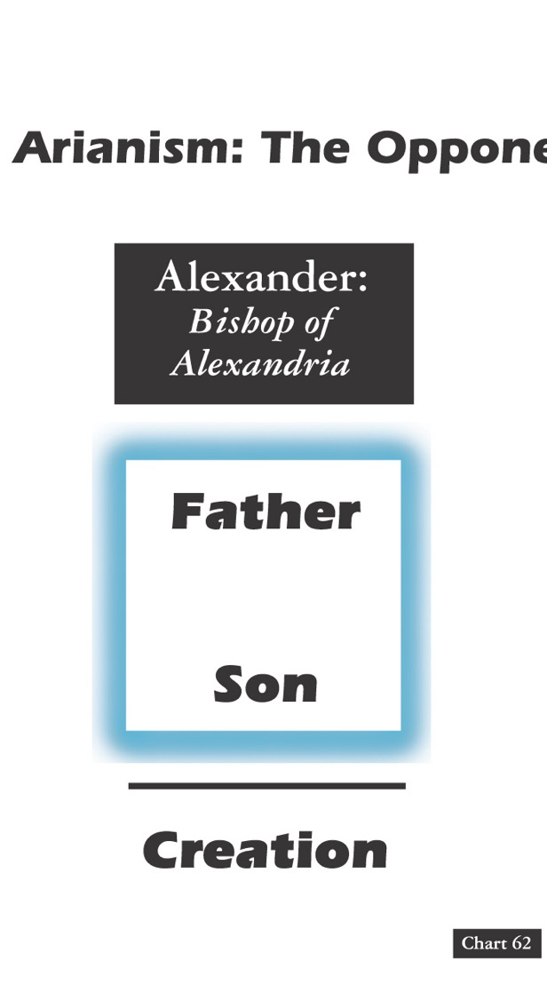 Arianism: The Oppone
Alexander:
Bishop of
Alexandria
Father
Son
Creation
Chart 62